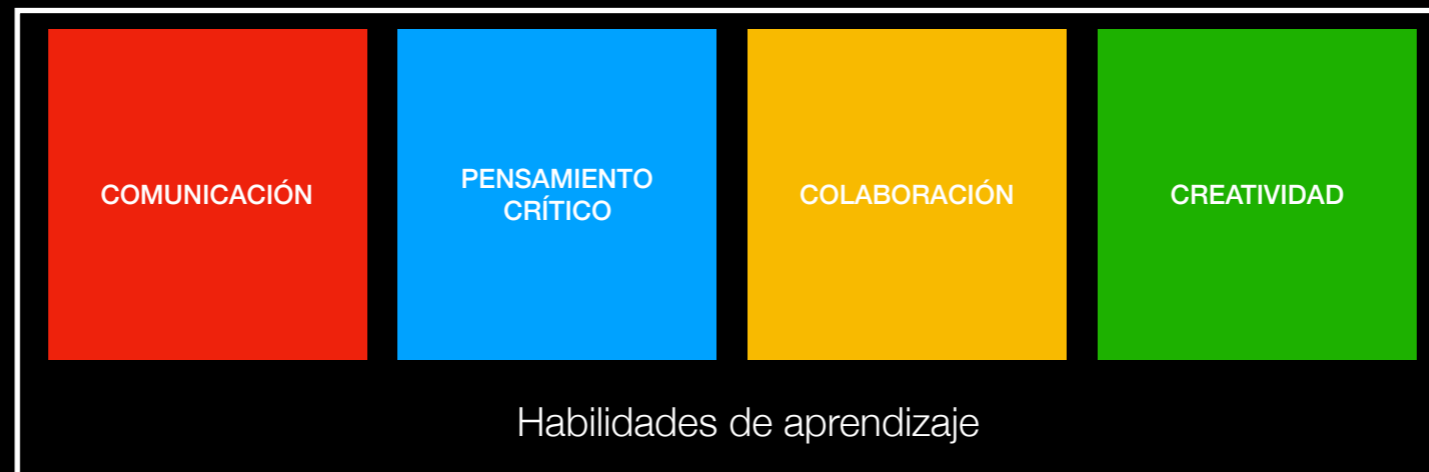 COMUNICACIÓN
PENSAMIENTO
CRÍTICO
COLABORACIÓN
CREATIVIDAD
Habilidades de aprendizaje